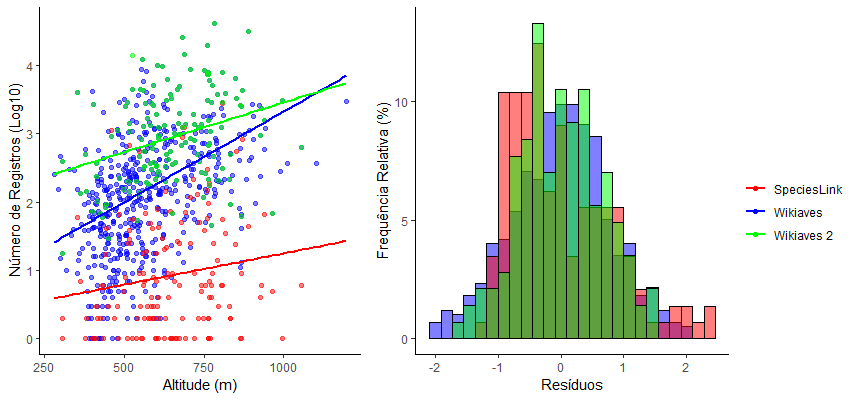 Número de Registros (Log10)
4
3
2
1
0
250
500
750
1000
Altitude (m)
Frequência Relativa (%)
10
5
0
-2
-1
0
1
2
Resíduos
SpeciesLink
Wikiaves
Wikiaves 2